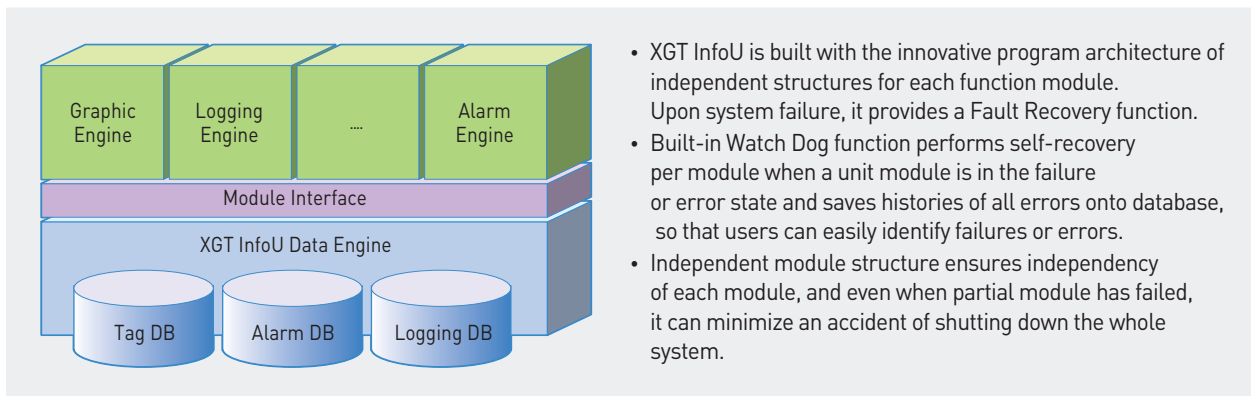 Graphic
Engine
Logging
Engine
....
Alarm
Engine
Module Interface
XGT InfoU Data Engine
Tag DB
Alarm DB
Logging DB
• XGT InfoU is built with the innovative program architecture of
independent structures for each function module.
Upon system failure, it provides a Fault Recovery function.
• Built-in Watch Dog function performs self-recovery
per module when a unit module is in the failure
or error state and saves histories of all errors onto database,
so that users can easily identify failures or errors.
• Independent module structure ensures independency
of each module, and even when partial module has failed,
it can minimize an accident of shutting down the whole
system.